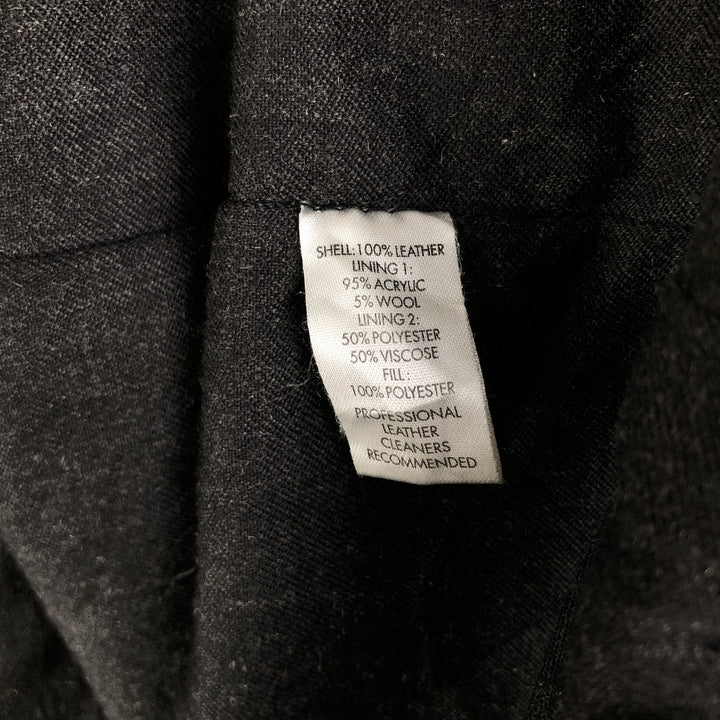 SHELL: 100% LEATHER
LINING 1:
95% ACRYLIC
5% WOOL
LINING 2:
50% POLYESTER
50% VISCOSE
FILL:
100% POLYESTER
PROFESSIONAL
LEATHER
CLEANERS
RECOMMENDED